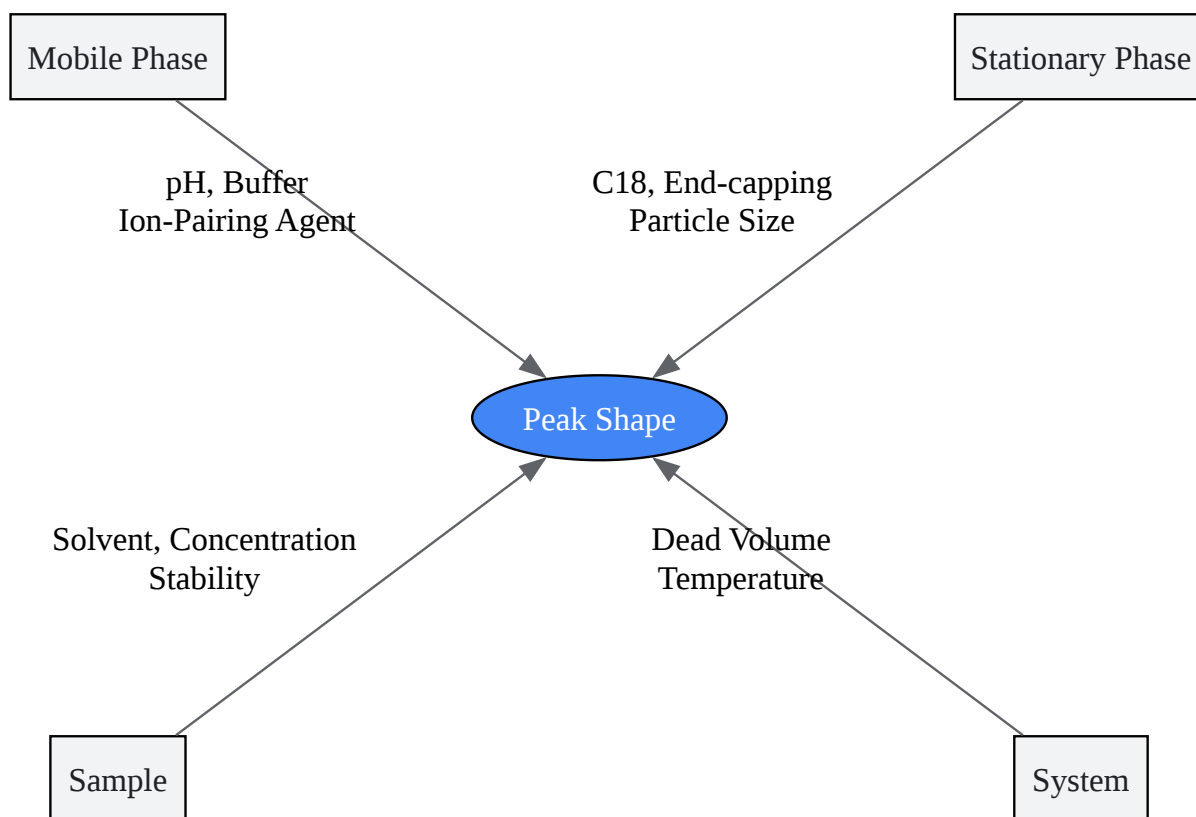 Mobile Phase
Stationary Phase
pH, Buffer
Ion-Pairing Agent
C18, End-capping
Particle Size
Peak Shape
Solvent, Concentration
Stability
Dead Volume
Temperature
Sample
System